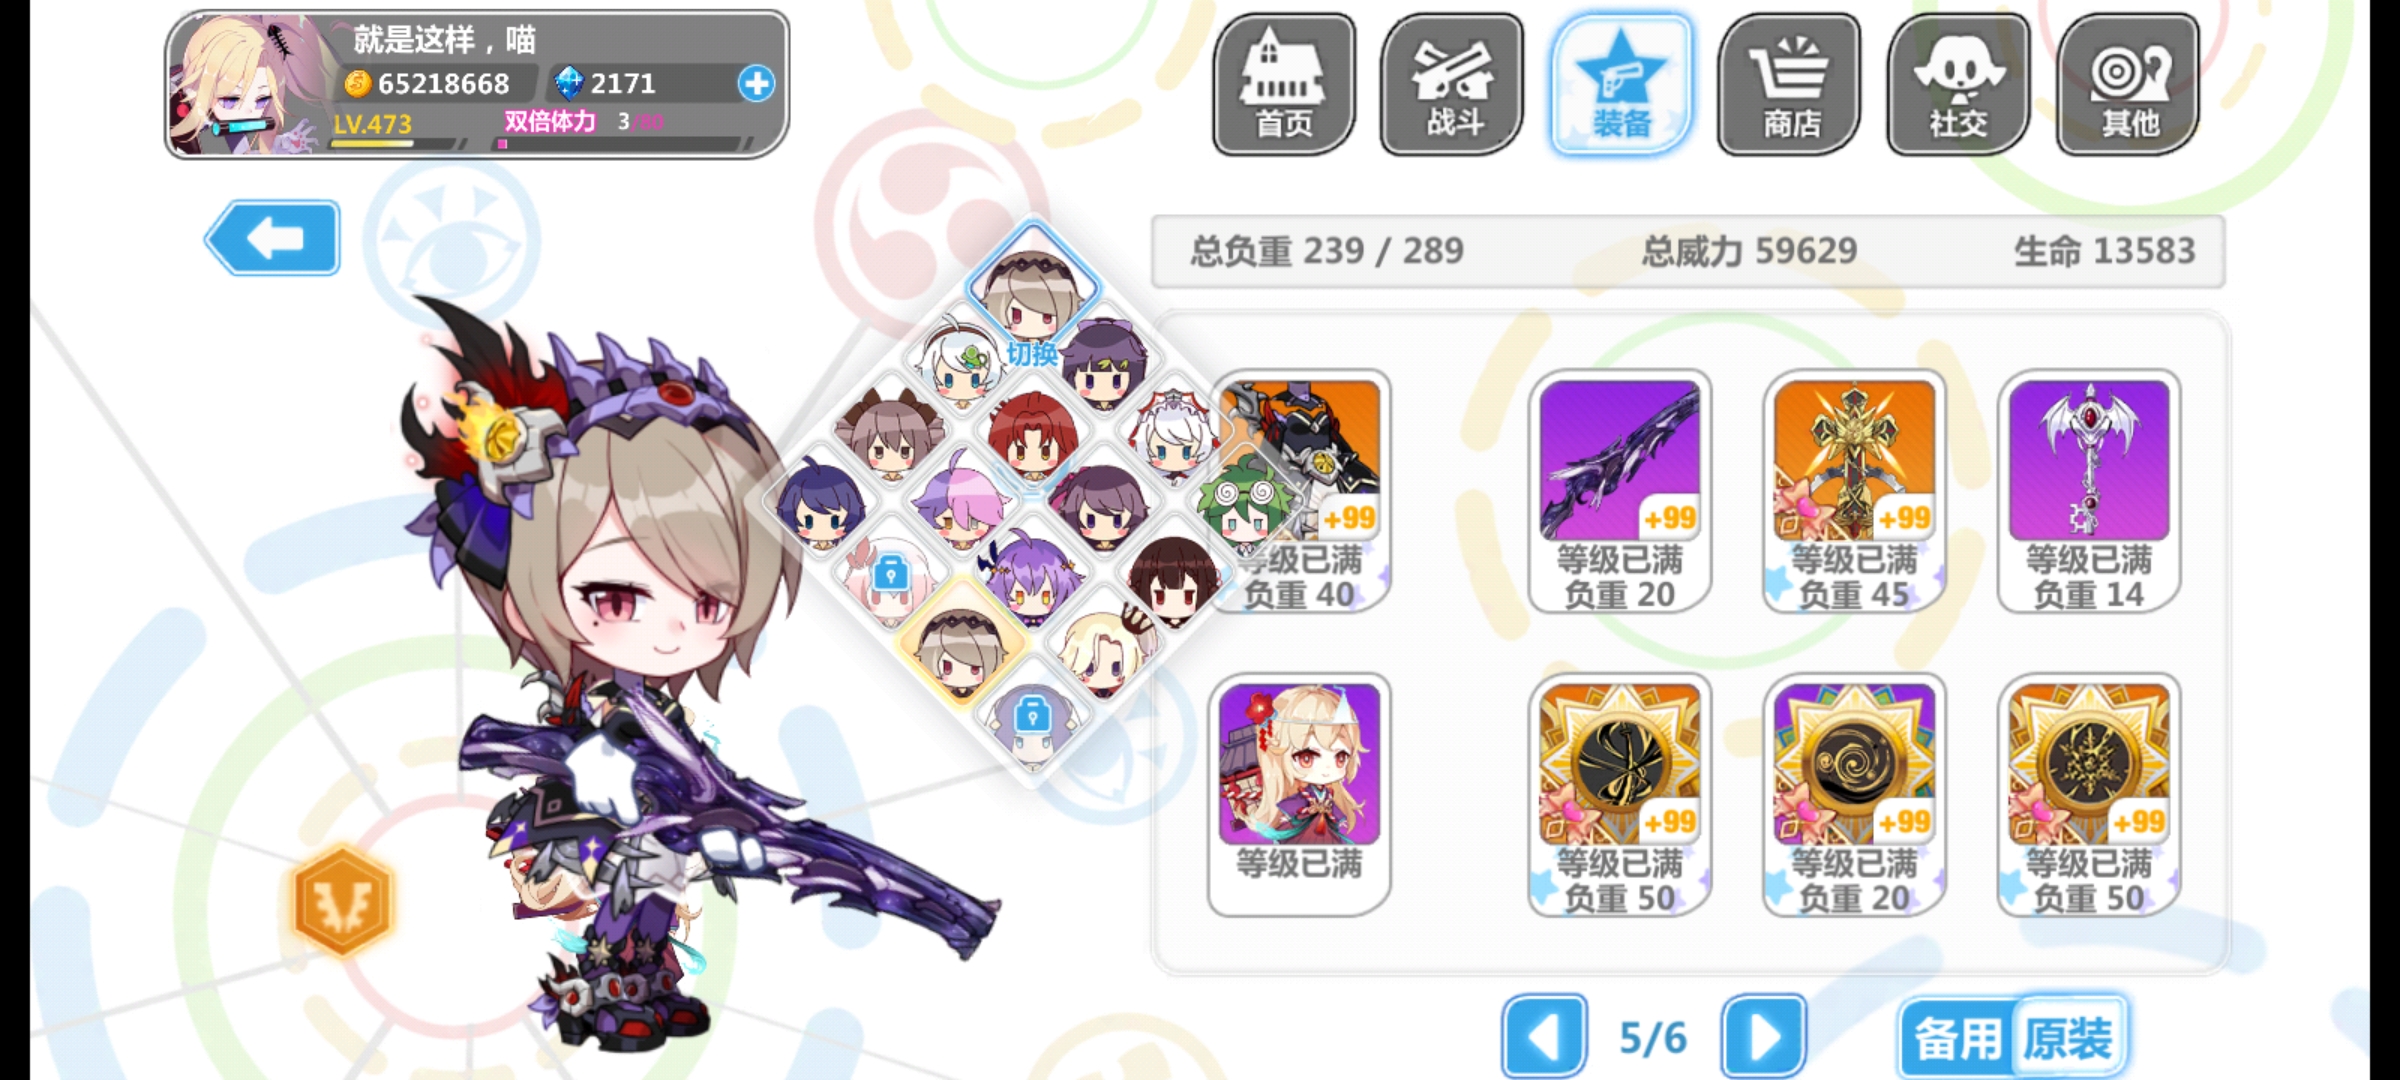 就是这样，喵
65218668
2171
LV.473
双倍体力 3/80
首页
战斗
装备
商店
社交
其他
总负重 239 / 289
总威力 59629
生命 13583
切换
+99
等级已满
负重 40
+99
等级已满
负重 20
+99
等级已满
负重 45
等级已满
负重 14
等级已满
+99
等级已满
负重 50
+99
等级已满
负重 20
+99
等级已满
负重 50
5/6
备用
原装